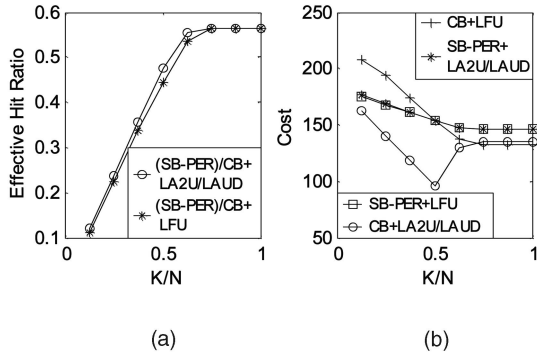 0.6
0.5
0.4
0.3
0.2
0.1
Effective Hit Ratio
(SB-PER)/CB+
LA2U/LAUD
(SB-PER)/CB+
LFU
0
0.5
1
K/N
(a)
250
200
150
100
50
Cost
CB+LFU
SB-PER+
LA2U/LAUD
SB-PER+LFU
CB+LA2U/LAUD
0
0.5
1
K/N
(b)